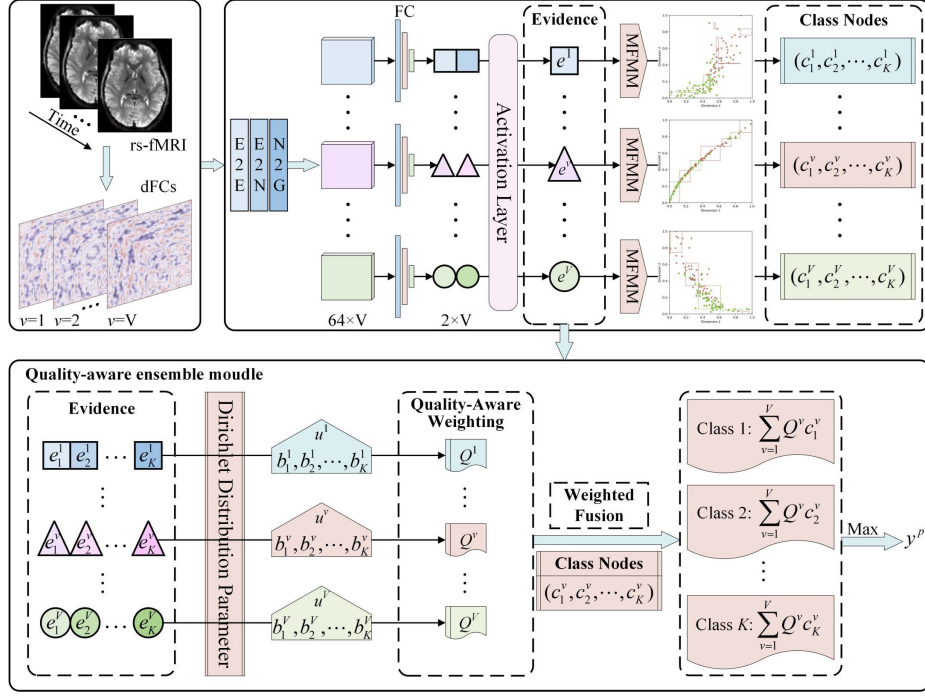 Time
rs-fMRI
dFCs
v=1 v=2 v=V
E2E
E2N
N2G
64×V
FC
2×V
Activation Layer
Evidence
e^1
e^v
e^V
MFMM
MFMM
MFMM
Class Nodes
(c_1^1, c_2^1, ⋯, c_K^1)
(c_1^v, c_2^v, ⋯, c_K^v)
(c_1^V, c_2^V, ⋯, c_K^V)
Quality-aware ensemble moudle
Evidence
e_1^1 e_2^1 ⋯ e_K^1
e_1^v e_2^v ⋯ e_K^v
e_1^V e_2^V ⋯ e_K^V
Dirichlet Distribution Parameter
u^1
b_1^1, b_2^1, ⋯, b_K^1
u^v
b_1^v, b_2^v, ⋯, b_K^v
u^V
b_1^V, b_2^V, ⋯, b_K^V
Quality-Aware
Weighting
Q^1
Q^v
Q^V
Weighted
Fusion
Class Nodes
(c_1^v, c_2^v, ⋯, c_K^v)
Class 1: ∑_{v=1}^{V} Q^v c_1^v
Class 2: ∑_{v=1}^{V} Q^v c_2^v
Class K: ∑_{v=1}^{V} Q^v c_K^v
Max
y^p